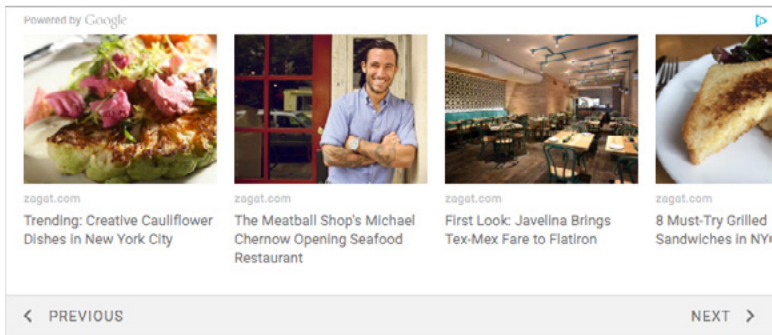 Powered by Google
zagat.com
Trending: Creative Cauliflower
Dishes in New York City
zagat.com
The Meatball Shop's Michael
Chernow Opening Seafood
Restaurant
zagat.com
First Look: Javelina Brings
Tex-Mex Fare to Flatiron
zagat.com
8 Must-Try Grilled
Sandwiches in NY
PREVIOUS
NEXT